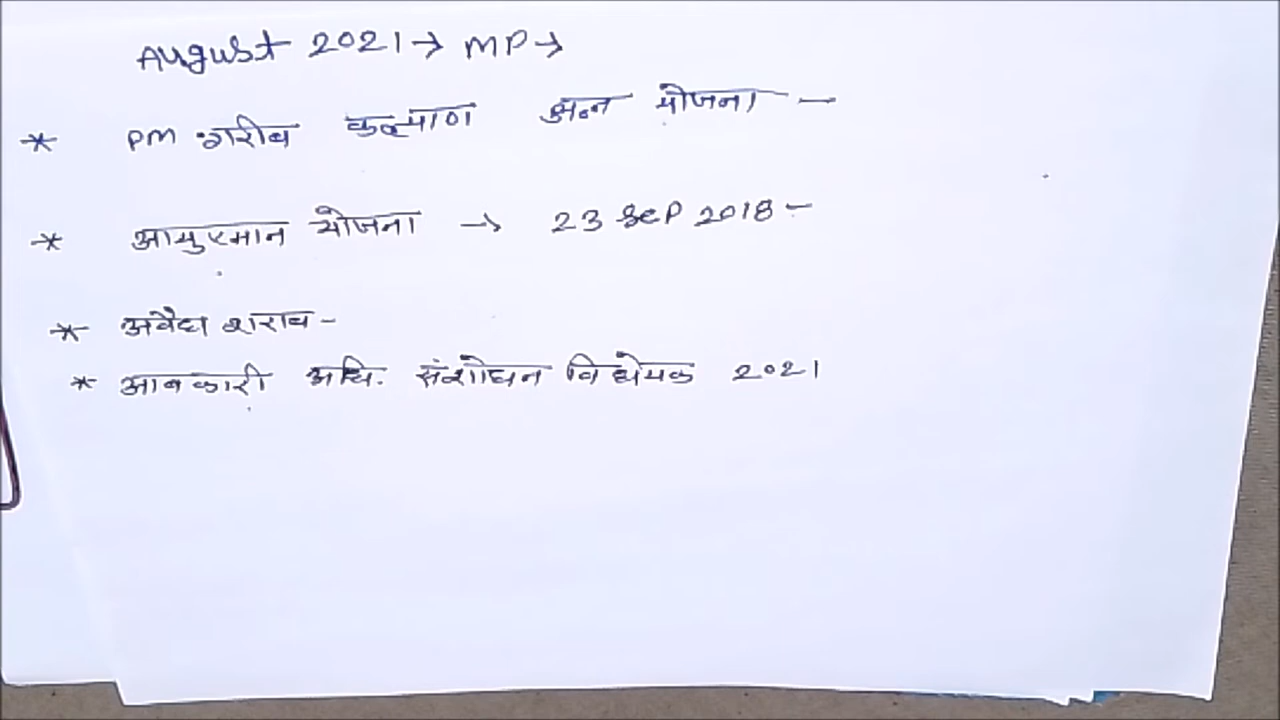 August 2021 → MP →
* PM गरीब कल्याण अन्न योजना –
* आयुष्मान योजना → 23 Sep 2018 –
* अवैध शराब –
* आबकारी अधि. संशोधन विधेयक 2021